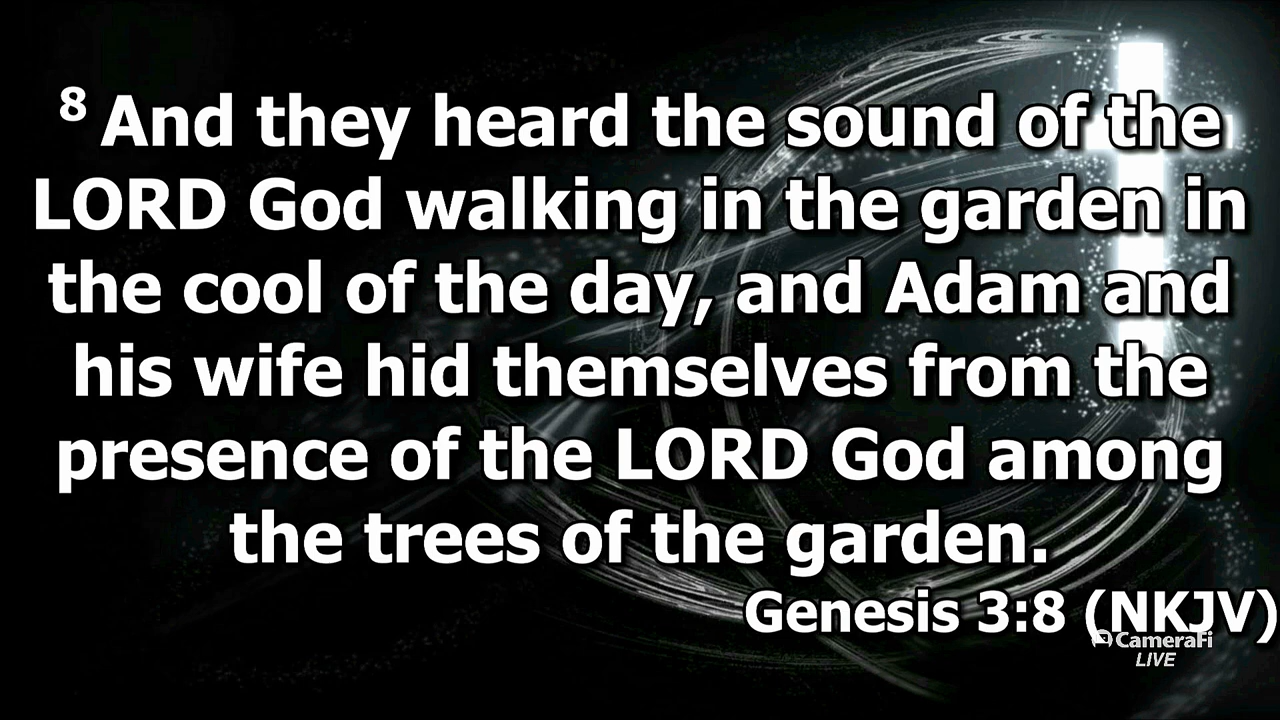 8 And they heard the sound of the
LORD God walking in the garden in
the cool of the day, and Adam and
his wife hid themselves from the
presence of the LORD God among
the trees of the garden.
Genesis 3:8 (NKJV)
CameraFi
LIVE